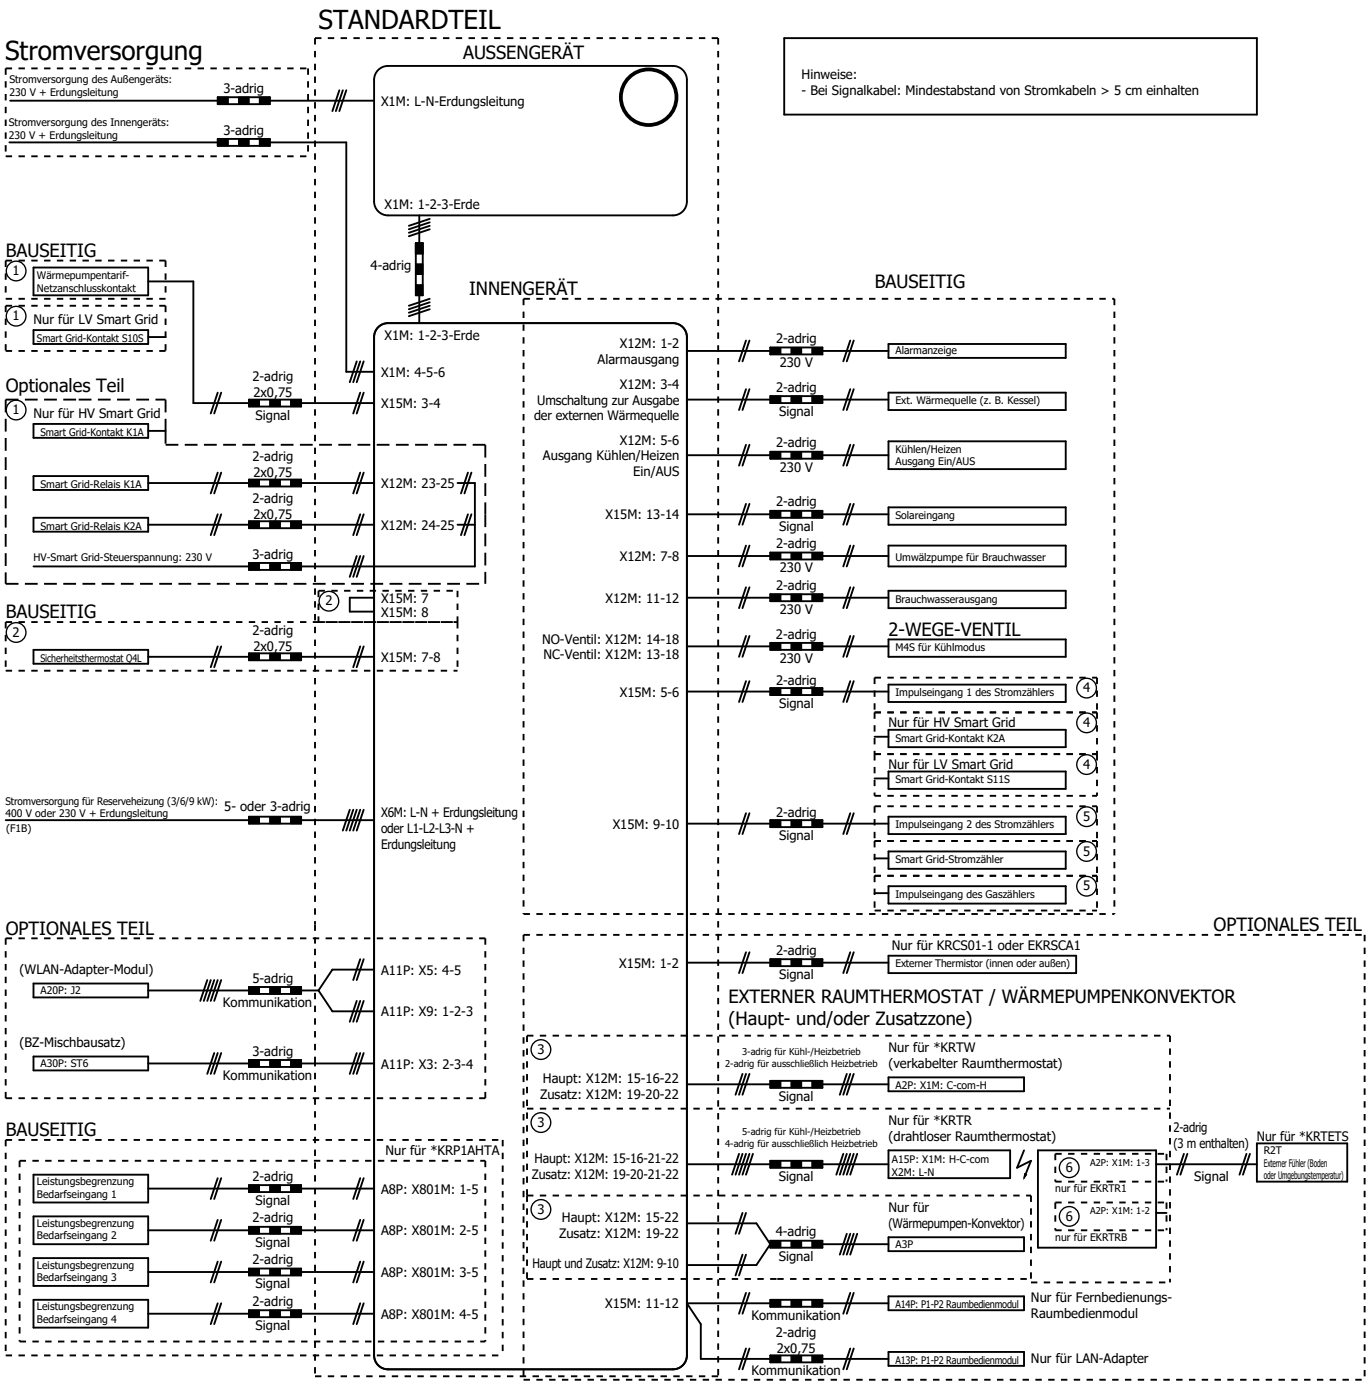 STANDARDTEIL
Stromversorgung
AUSSENGERÄT
Stromversorgung des Außengeräts:
230 V + Erdungsleitung
3-adrig
X1M: L-N-Erdungsleitung
Stromversorgung des Innengeräts:
230 V + Erdungsleitung
3-adrig
X1M: 1-2-3-Erde
Hinweise:
- Bei Signalkabel: Mindestabstand von Stromkabeln > 5 cm einhalten
4-adrig
INNENGERÄT
X1M: 1-2-3-Erde
X1M: 4-5-6
BAUSEITIG
1
Wärmepumpentarif-
Netzanschlusskontakt
1
Nur für LV Smart Grid
Smart Grid-Kontakt S10S
2-adrig
2x0,75
Signal
X15M: 3-4
Optionales Teil
1
Nur für HV Smart Grid
Smart Grid-Kontakt K1A
2-adrig
2x0,75
Smart Grid-Relais K1A
X12M: 23-25
2-adrig
2x0,75
Smart Grid-Relais K2A
X12M: 24-25
HV-Smart Grid-Steuerspannung: 230 V
3-adrig
2
X15M: 7
X15M: 8
BAUSEITIG
2
2-adrig
2x0,75
Sicherheitsthermostat Q4L
X15M: 7-8
Stromversorgung für Reserveheizung (3/6/9 kW):
400 V oder 230 V + Erdungsleitung
(F1B)
5- oder 3-adrig
X6M: L-N + Erdungsleitung
oder L1-L2-L3-N +
Erdungsleitung
OPTIONALES TEIL
(WLAN-Adapter-Modul)
A20P: J2
5-adrig
Kommunikation
A11P: X5: 4-5
A11P: X9: 1-2-3
(BZ-Mischbausatz)
A30P: ST6
3-adrig
Kommunikation
A11P: X3: 2-3-4
BAUSEITIG
Nur für *KRP1AHTA
Leistungsbegrenzung
Bedarfseingang 1
2-adrig
Signal
A8P: X801M: 1-5
Leistungsbegrenzung
Bedarfseingang 2
2-adrig
Signal
A8P: X801M: 2-5
Leistungsbegrenzung
Bedarfseingang 3
2-adrig
Signal
A8P: X801M: 3-5
Leistungsbegrenzung
Bedarfseingang 4
2-adrig
Signal
A8P: X801M: 4-5
BAUSEITIG
X12M: 1-2
Alarmausgang
2-adrig
230 V
Alarmanzeige
X12M: 3-4
Umschaltung zur Ausgabe
der externen Wärmequelle
2-adrig
Signal
Ext. Wärmequelle (z. B. Kessel)
X12M: 5-6
Ausgang Kühlen/Heizen
Ein/AUS
2-adrig
230 V
Kühlen/Heizen
Ausgang Ein/AUS
X15M: 13-14
2-adrig
Signal
Solareingang
X12M: 7-8
2-adrig
230 V
Umwälzpumpe für Brauchwasser
X12M: 11-12
2-adrig
230 V
Brauchwasserausgang
NO-Ventil: X12M: 14-18
NC-Ventil: X12M: 13-18
2-adrig
230 V
2-WEGE-VENTIL
M4S für Kühlmodus
X15M: 5-6
2-adrig
Signal
Impulseingang 1 des Stromzählers
4
Nur für HV Smart Grid
4
Smart Grid-Kontakt K2A
Nur für LV Smart Grid
4
Smart Grid-Kontakt S11S
X15M: 9-10
2-adrig
Signal
Impulseingang 2 des Stromzählers
5
Smart Grid-Stromzähler
5
Impulseingang des Gaszählers
5
OPTIONALES TEIL
X15M: 1-2
2-adrig
Signal
Nur für KRCS01-1 oder EKRSCA1
Externer Thermistor (innen oder außen)
EXTERNER RAUMTHERMOSTAT / WÄRMEPUMPENKONVEKTOR
(Haupt- und/oder Zusatzzone)
3
Haupt: X12M: 15-16-22
Zusatz: X12M: 19-20-22
3-adrig für Kühl-/Heizbetrieb
2-adrig für ausschließlich Heizbetrieb
Signal
Nur für *KRTW
(verkabelter Raumthermostat)
A2P: X1M: C-com-H
3
Haupt: X12M: 15-16-21-22
Zusatz: X12M: 19-20-21-22
5-adrig für Kühl-/Heizbetrieb
4-adrig für ausschließlich Heizbetrieb
Signal
Nur für *KRTR
(drahtloser Raumthermostat)
A15P: X1M: H-C-com
X2M: L-N
6
A2P: X1M: 1-3
nur für EKRTR1
6
A2P: X1M: 1-2
nur für EKRTRB
2-adrig
(3 m enthalten)
Signal
Nur für *KRTETS
R2T
Externer Fühler (Boden
oder Umgebungstemperatur)
3
Haupt: X12M: 15-22
Zusatz: X12M: 19-22
Haupt und Zusatz: X12M: 9-10
4-adrig
Signal
Nur für
(Wärmepumpen-Konvektor)
A3P
X15M: 11-12
Kommunikation
A14P: P1-P2 Raumbedienmodul
Nur für Fernbedienungs-
Raumbedienmodul
2-adrig
2x0,75
Kommunikation
A13P: P1-P2 Raumbedienmodul
Nur für LAN-Adapter